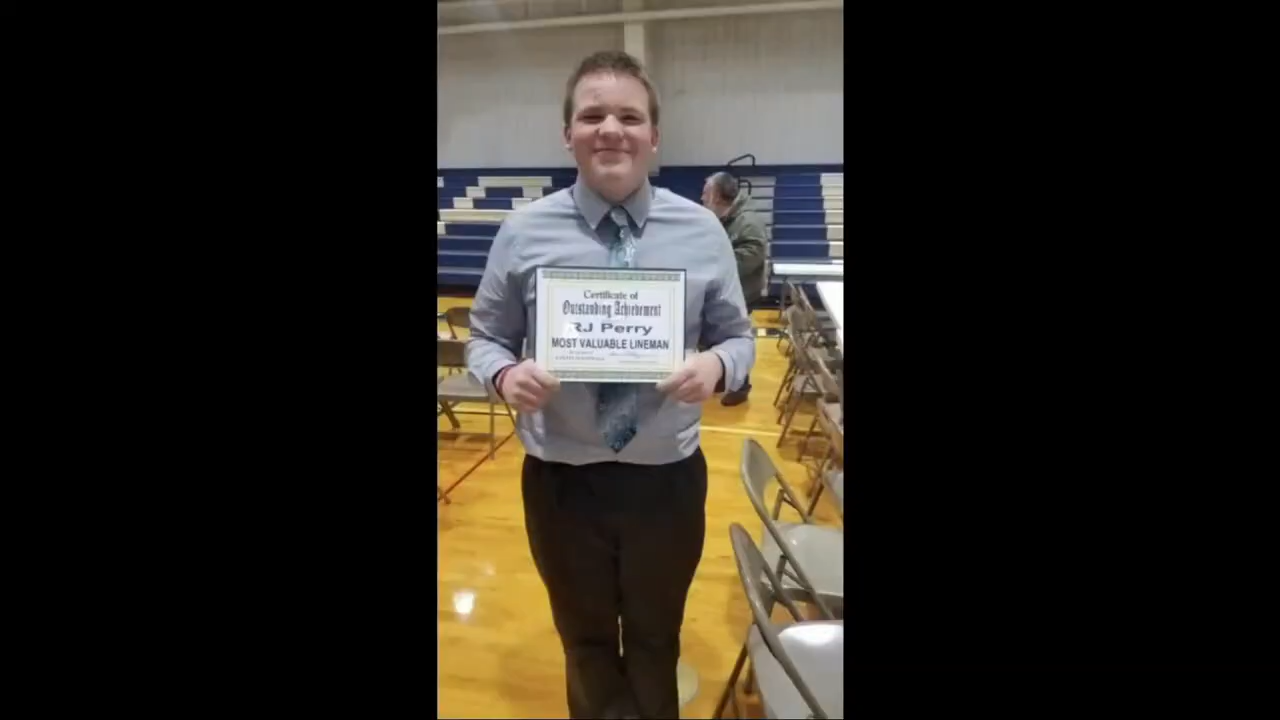 Certificate of
Outstanding Achievement
RJ Perry
MOST VALUABLE LINEMAN